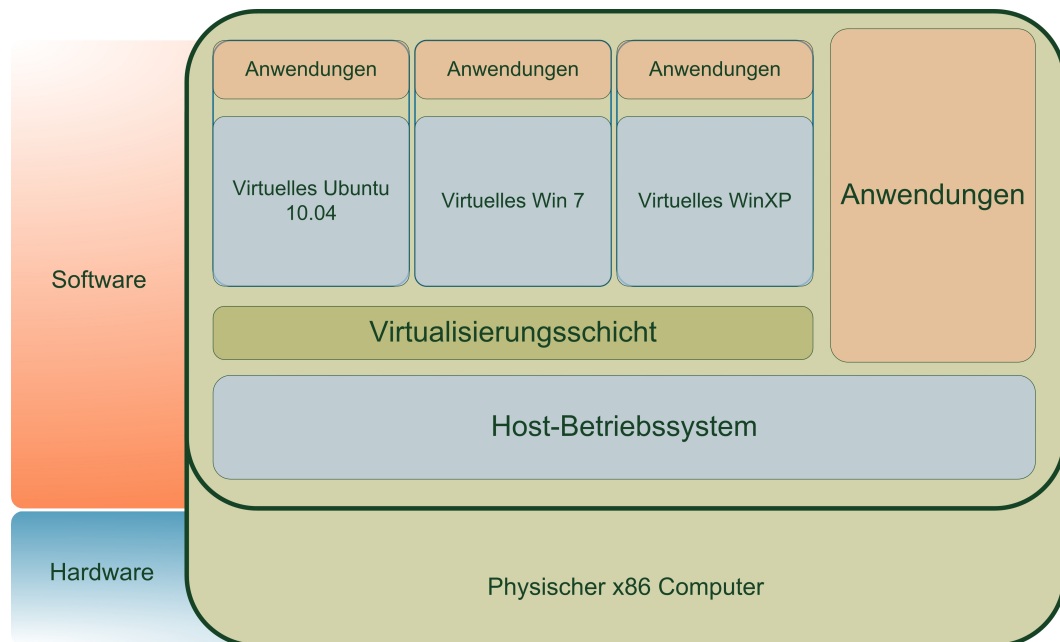 Anwendungen
Anwendungen
Anwendungen
Anwendungen
Virtuelles Ubuntu
10.04
Virtuelles Win 7
Virtuelles WinXP
Software
Virtualisierungsschicht
Host-Betriebssystem
Hardware
Physischer x86 Computer